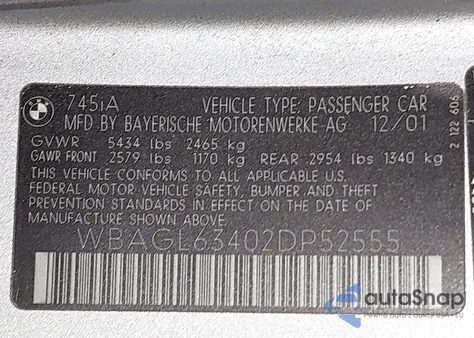 BMW
745iA VEHICLE TYPE: PASSENGER CAR
MFD BY BAYERISCHE MOTORENWERKE AG 12/01
GVWR 5434 lbs 2465 kg
GAWR FRONT 2579 lbs 1170 kg REAR 2954 lbs 1340 kg
THIS VEHICLE CONFORMS TO ALL APPLICABLE U.S.
FEDERAL MOTOR VEHICLE SAFETY, BUMPER AND THEFT
PREVENTION STANDARDS IN EFFECT ON THE DATE
OF MANUFACTURE SHOWN ABOVE
WBAGL63402DP52555
2 122 606
autoSnap